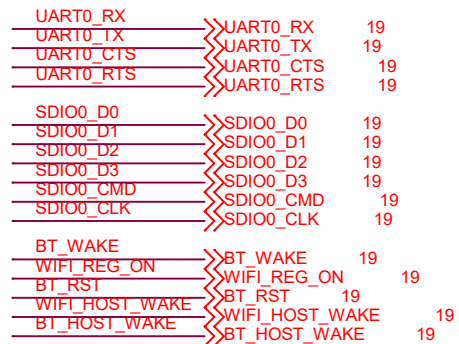 UART0_RX UART0_RX 19
UART0_TX UART0_TX 19
UART0_CTS UART0_CTS 19
UART0_RTS UART0_RTS 19
SDIO0_D0 SDIO0_D0 19
SDIO0_D1 SDIO0_D1 19
SDIO0_D2 SDIO0_D2 19
SDIO0_D3 SDIO0_D3 19
SDIO0_CMD SDIO0_CMD 19
SDIO0_CLK SDIO0_CLK 19
BT_WAKE BT_WAKE 19
WIFI_REG_ON WIFI_REG_ON 19
BT_RST BT_RST 19
WIFI_HOST_WAKE WIFI_HOST_WAKE 19
BT_HOST_WAKE BT_HOST_WAKE 19